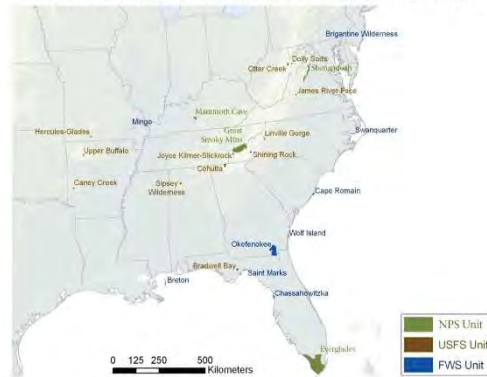 Brigantine Wilderness
Dolly Sods
Otter Creek
Shenandoah
James River Face
Mammoth Cave
Mingo
Hercules-Glades
Great
Smoky Mtns
Linville Gorge
Swanquarter
Upper Buffalo
Joyce Kilmer-Slickrock
Shining Rock
Cohutta
Caney Creek
Sipsey
Wilderness
Cape Romain
Wolf Island
Okefenokee
Bradwell Bay
Saint Marks
Breton
Chassahowitzka
Everglades
0 125 250 500
Kilometers
NPS Unit
USFS Unit
FWS Unit